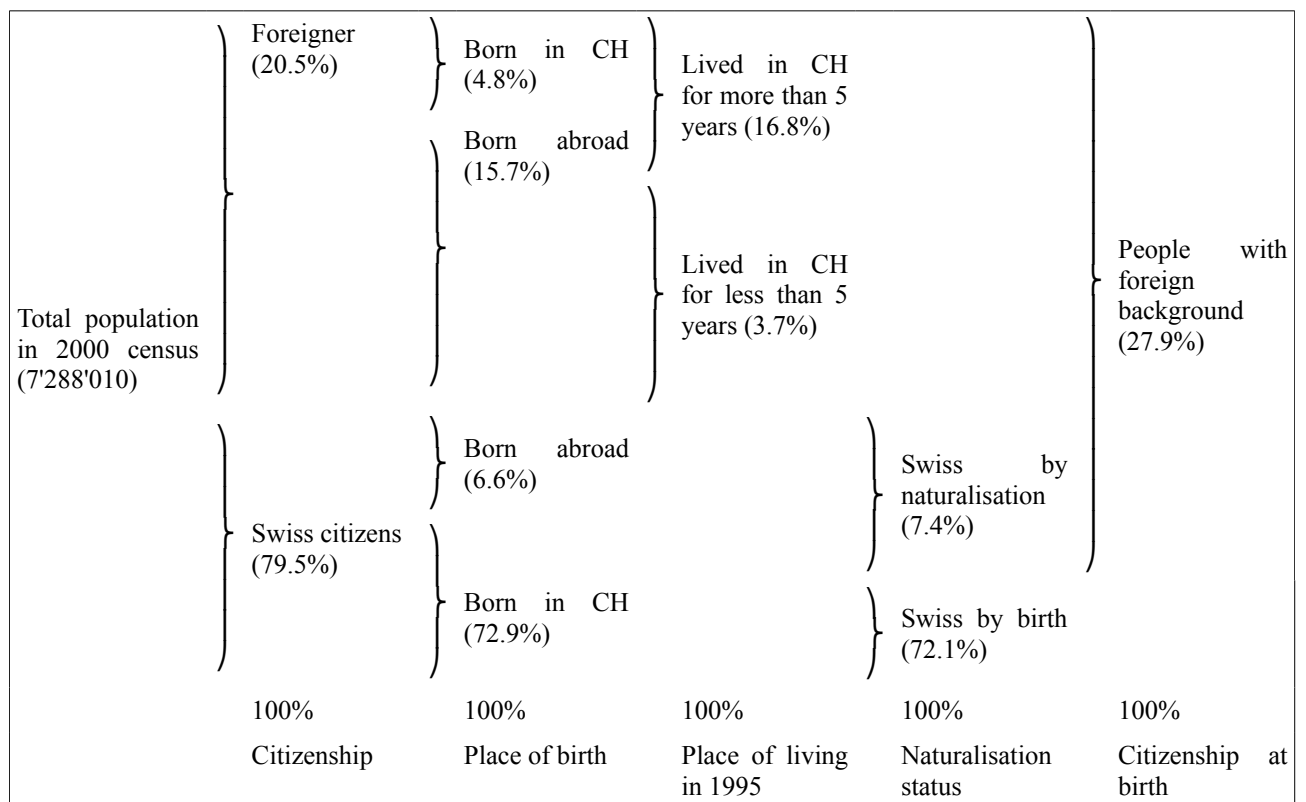 Total population
in 2000 census
(7'288'010)
Foreigner
(20.5%)
Swiss citizens
(79.5%)
100%
Citizenship
Born in CH
(4.8%)
Born abroad
(15.7%)
Born abroad
(6.6%)
Born in CH
(72.9%)
100%
Place of birth
Lived in CH
for more than 5
years (16.8%)
Lived in CH
for less than 5
years (3.7%)
100%
Place of living
in 1995
Swiss by
naturalisation
(7.4%)
Swiss by birth
(72.1%)
100%
Naturalisation
status
People with
foreign
background
(27.9%)
100%
Citizenship at
birth